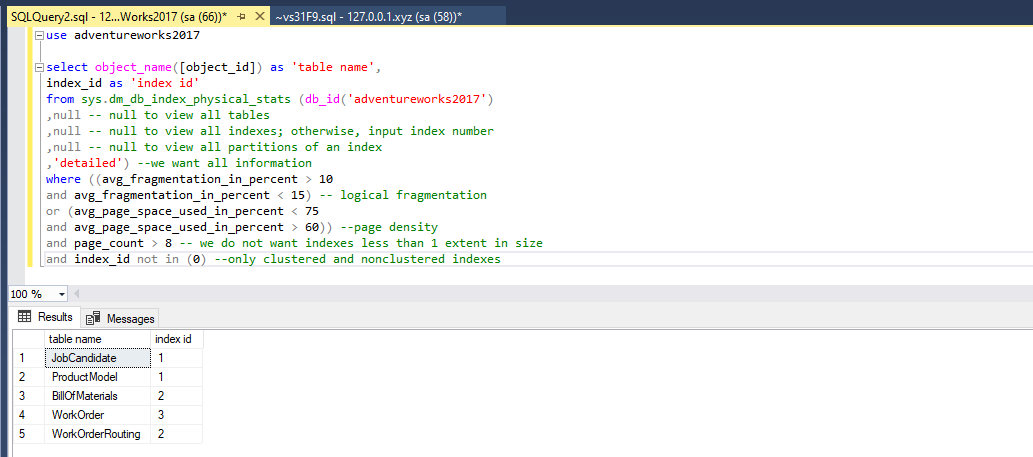 SQLQuery2.sql - 12...Works2017 (sa (66))* ~vs31F9.sql - 127.0.0.1.xyz (sa (58))*
use adventureworks2017
select object_name([object_id]) as 'table name',
index_id as 'index id'
from sys.dm_db_index_physical_stats (db_id('adventureworks2017')
,null -- null to view all tables
,null -- null to view all indexes; otherwise, input index number
,null -- null to view all partitions of an index
,'detailed') --we want all information
where ((avg_fragmentation_in_percent > 10
and avg_fragmentation_in_percent < 15) -- logical fragmentation
or (avg_page_space_used_in_percent < 75
and avg_page_space_used_in_percent > 60)) --page density
and page_count > 8 -- we do not want indexes less than 1 extent in size
and index_id not in (0) --only clustered and nonclustered indexes
100 %
Results Messages
table name index id
1 JobCandidate 1
2 ProductModel 1
3 BillOfMaterials 2
4 WorkOrder 3
5 WorkOrderRouting 2